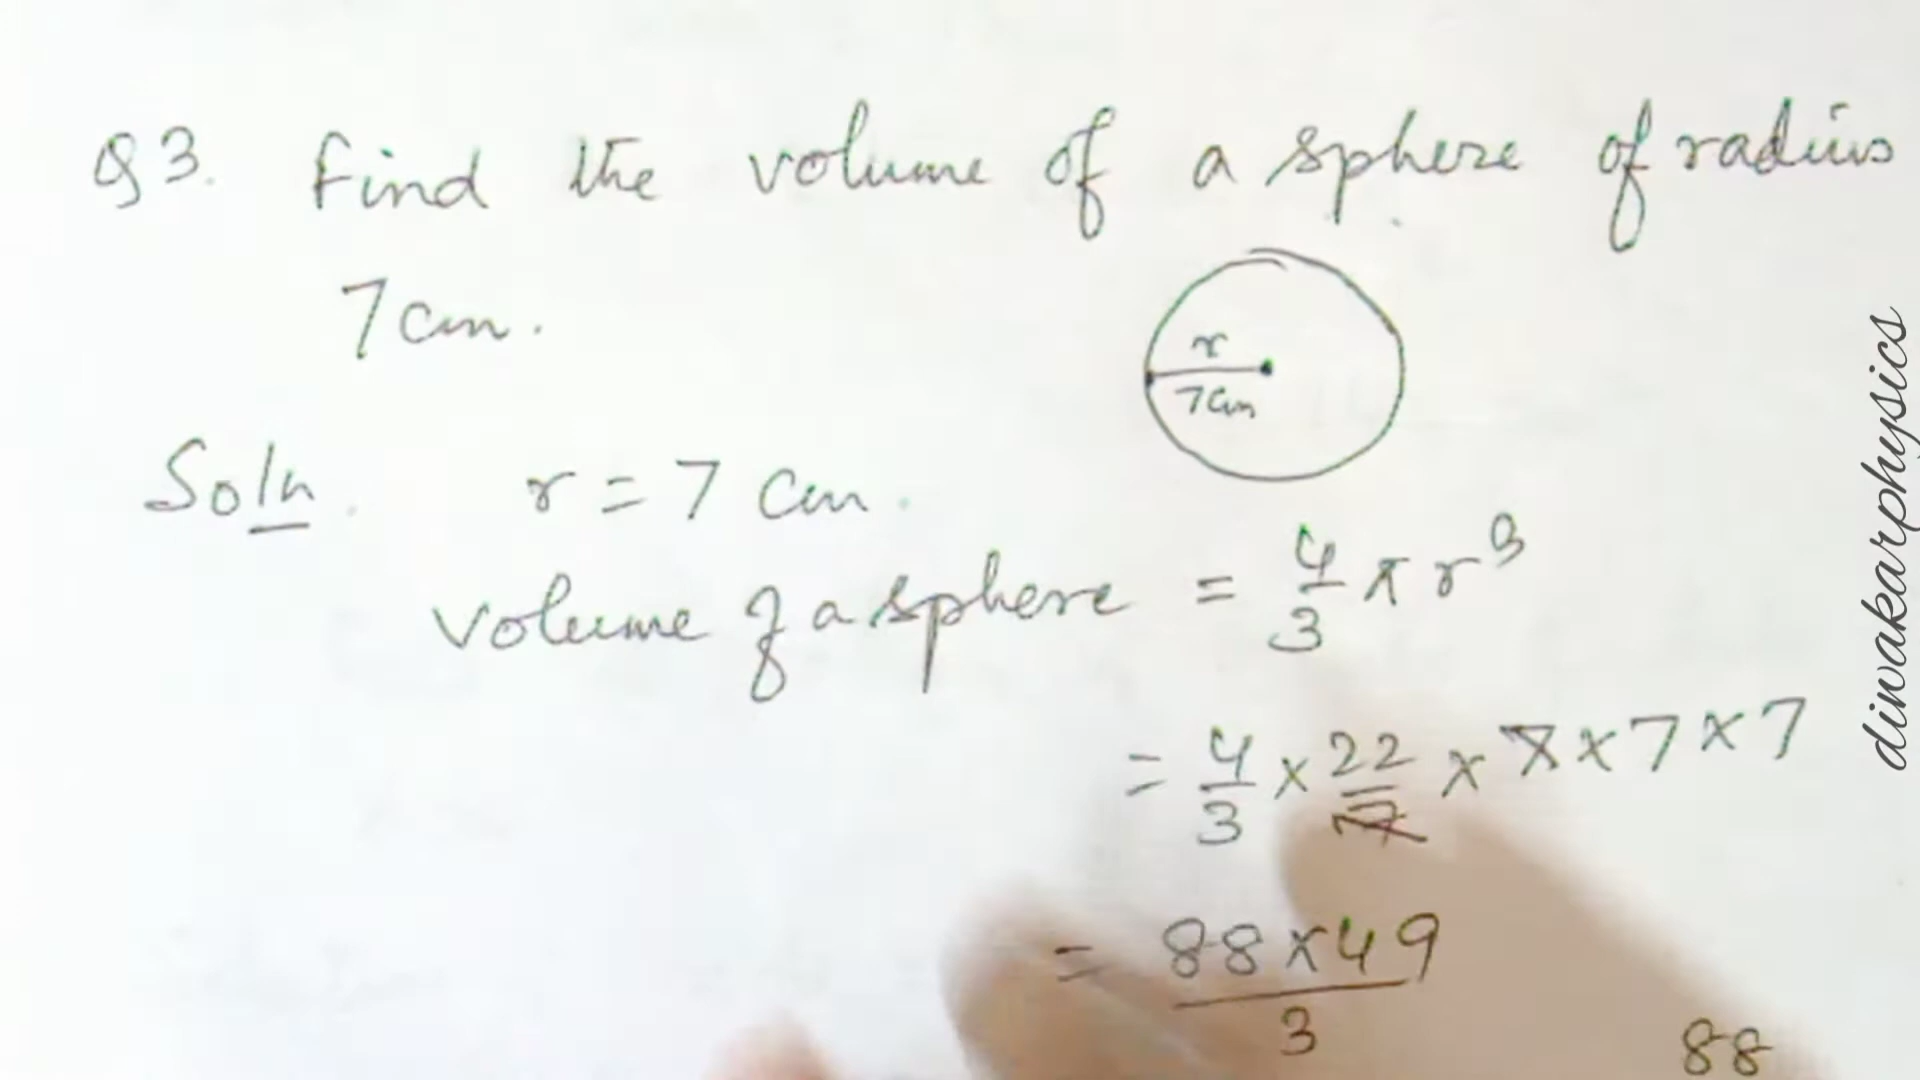 Q3. Find the volume of a sphere of radius
7cm.
r
7cm
Soln. r = 7 cm.
Volume of a sphere = 4/3 π r³
= 4/3 × 22/7 × 7 × 7 × 7
= 88×49/3
88
diwakarphysics